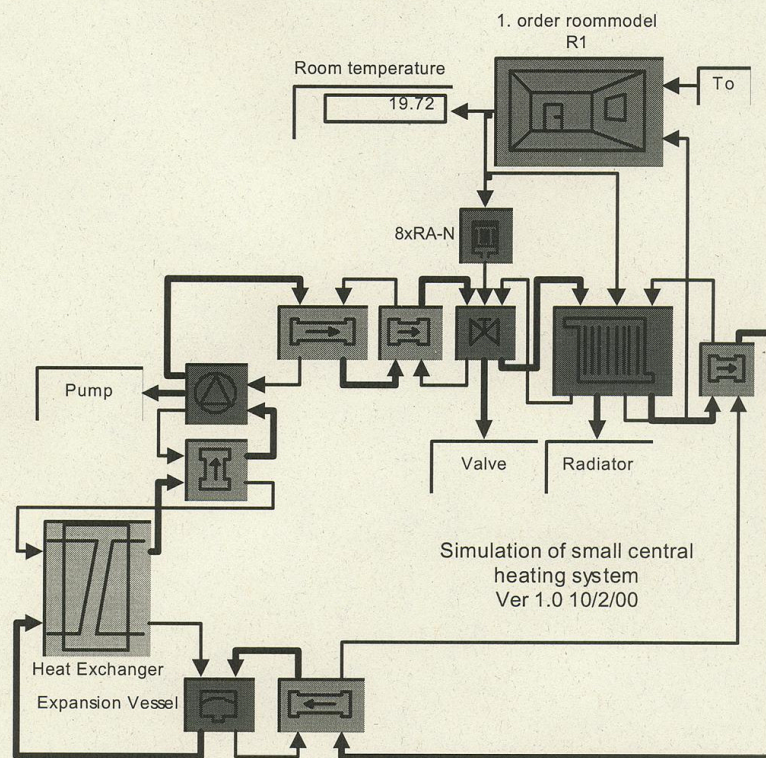 1. order roommodel
R1
Room temperature
19.72
To
8xRA-N
Pump
Valve
Radiator
Simulation of small central
heating system
Ver 1.0 10/2/00
Heat Exchanger
Expansion Vessel